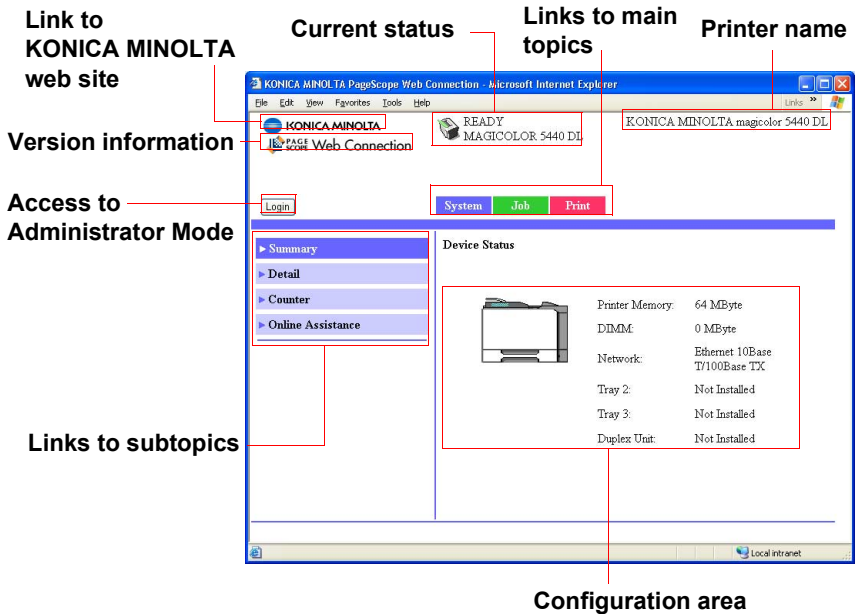 Link to
KONICA MINOLTA
web site
Current status
Links to main
topics
Printer name
Version information
Access to
Administrator Mode
Links to subtopics
Configuration area
KONICA MINOLTA PageScope Web Connection - Microsoft Internet Explorer
File Edit View Favorites Tools Help
Links »
KONICA MINOLTA
PAGE SCOPE Web Connection
READY
MAGICOLOR 5440 DL
KONICA MINOLTA magicolor 5440 DL
Login
System Job Print
Summary
Detail
Counter
Online Assistance
Device Status
Printer Memory: 64 MByte
DIMM: 0 MByte
Network: Ethernet 10Base
T/100Base TX
Tray 2: Not Installed
Tray 3: Not Installed
Duplex Unit: Not Installed
Local intranet